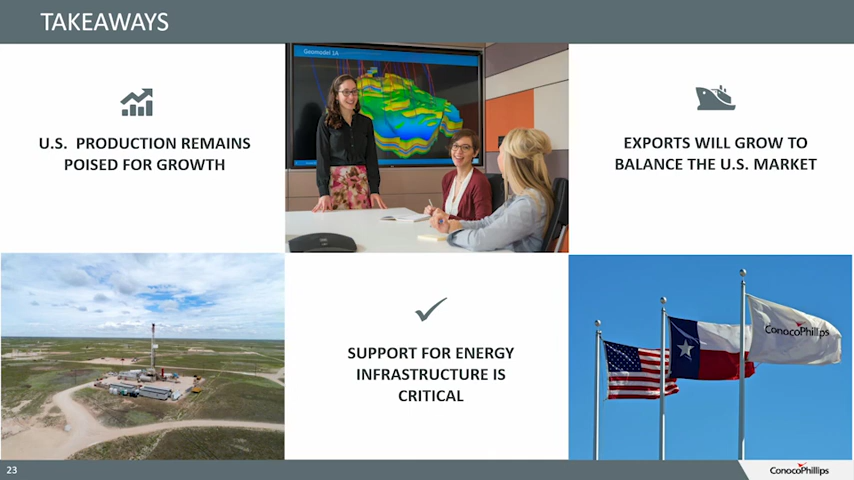 TAKEAWAYS
Geomodel 1A
U.S. PRODUCTION REMAINS
POISED FOR GROWTH
EXPORTS WILL GROW TO
BALANCE THE U.S. MARKET
SUPPORT FOR ENERGY
INFRASTRUCTURE IS
CRITICAL
ConocoPhillips
23
ConocoPhillips